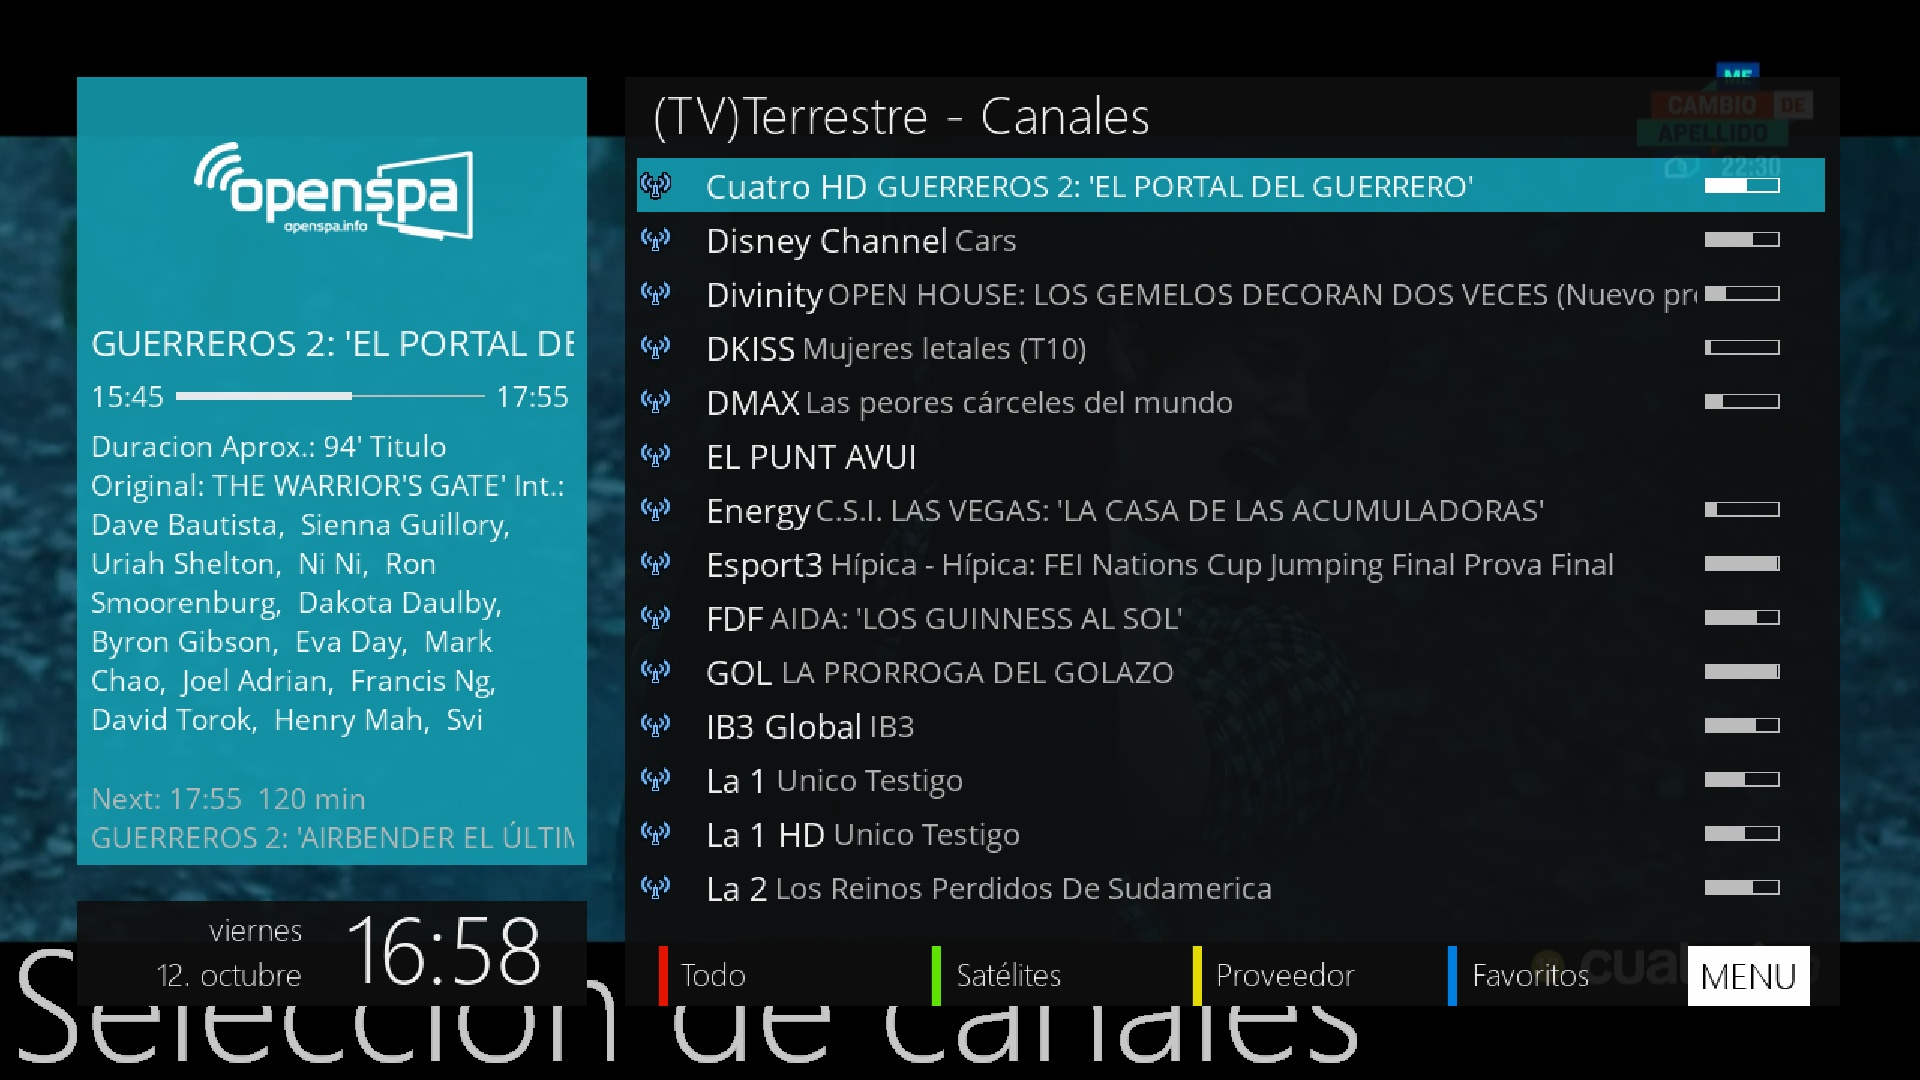 openspa
openspa.info
GUERREROS 2: 'EL PORTAL DE
15:45 17:55
Duracion Aprox.: 94' Titulo
Original: THE WARRIOR'S GATE' Int.:
Dave Bautista, Sienna Guillory,
Uriah Shelton, Ni Ni, Ron
Smoorenburg, Dakota Daulby,
Byron Gibson, Eva Day, Mark
Chao, Joel Adrian, Francis Ng,
David Torok, Henry Mah, Svi
Next: 17:55 120 min
GUERREROS 2: 'AIRBENDER EL ÚLTIM
viernes
12. octubre
16:58
(TV)Terrestre - Canales
ME
CAMBIO DE
APELLIDO
22:30
Cuatro HD GUERREROS 2: 'EL PORTAL DEL GUERRERO'
Disney Channel Cars
Divinity OPEN HOUSE: LOS GEMELOS DECORAN DOS VECES (Nuevo pr
DKISS Mujeres letales (T10)
DMAX Las peores cárceles del mundo
EL PUNT AVUI
Energy C.S.I. LAS VEGAS: 'LA CASA DE LAS ACUMULADORAS'
Esport3 Hípica - Hípica: FEI Nations Cup Jumping Final Prova Final
FDF AIDA: 'LOS GUINNESS AL SOL'
GOL LA PRORROGA DEL GOLAZO
IB3 Global IB3
La 1 Unico Testigo
La 1 HD Unico Testigo
La 2 Los Reinos Perdidos De Sudamerica
Todo Satélites Proveedor Favoritos MENU
Selección de canales